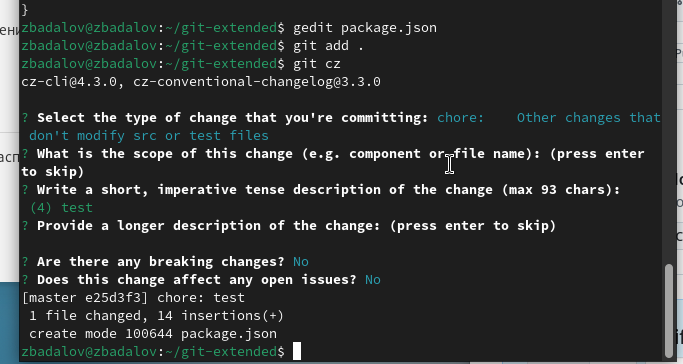 }
zbadalov@zbadalov:~/git-extended$ gedit package.json
zbadalov@zbadalov:~/git-extended$ git add .
zbadalov@zbadalov:~/git-extended$ git cz
cz-cli@4.3.0, cz-conventional-changelog@3.3.0
? Select the type of change that you're committing: chore:    Other changes that
don't modify src or test files
? What is the scope of this change (e.g. component or file name): (press enter
to skip)
? Write a short, imperative tense description of the change (max 93 chars):
(4) test
? Provide a longer description of the change: (press enter to skip)
? Are there any breaking changes? No
? Does this change affect any open issues? No
[master e25d3f3] chore: test
1 file changed, 14 insertions(+)
create mode 100644 package.json
zbadalov@zbadalov:~/git-extended$